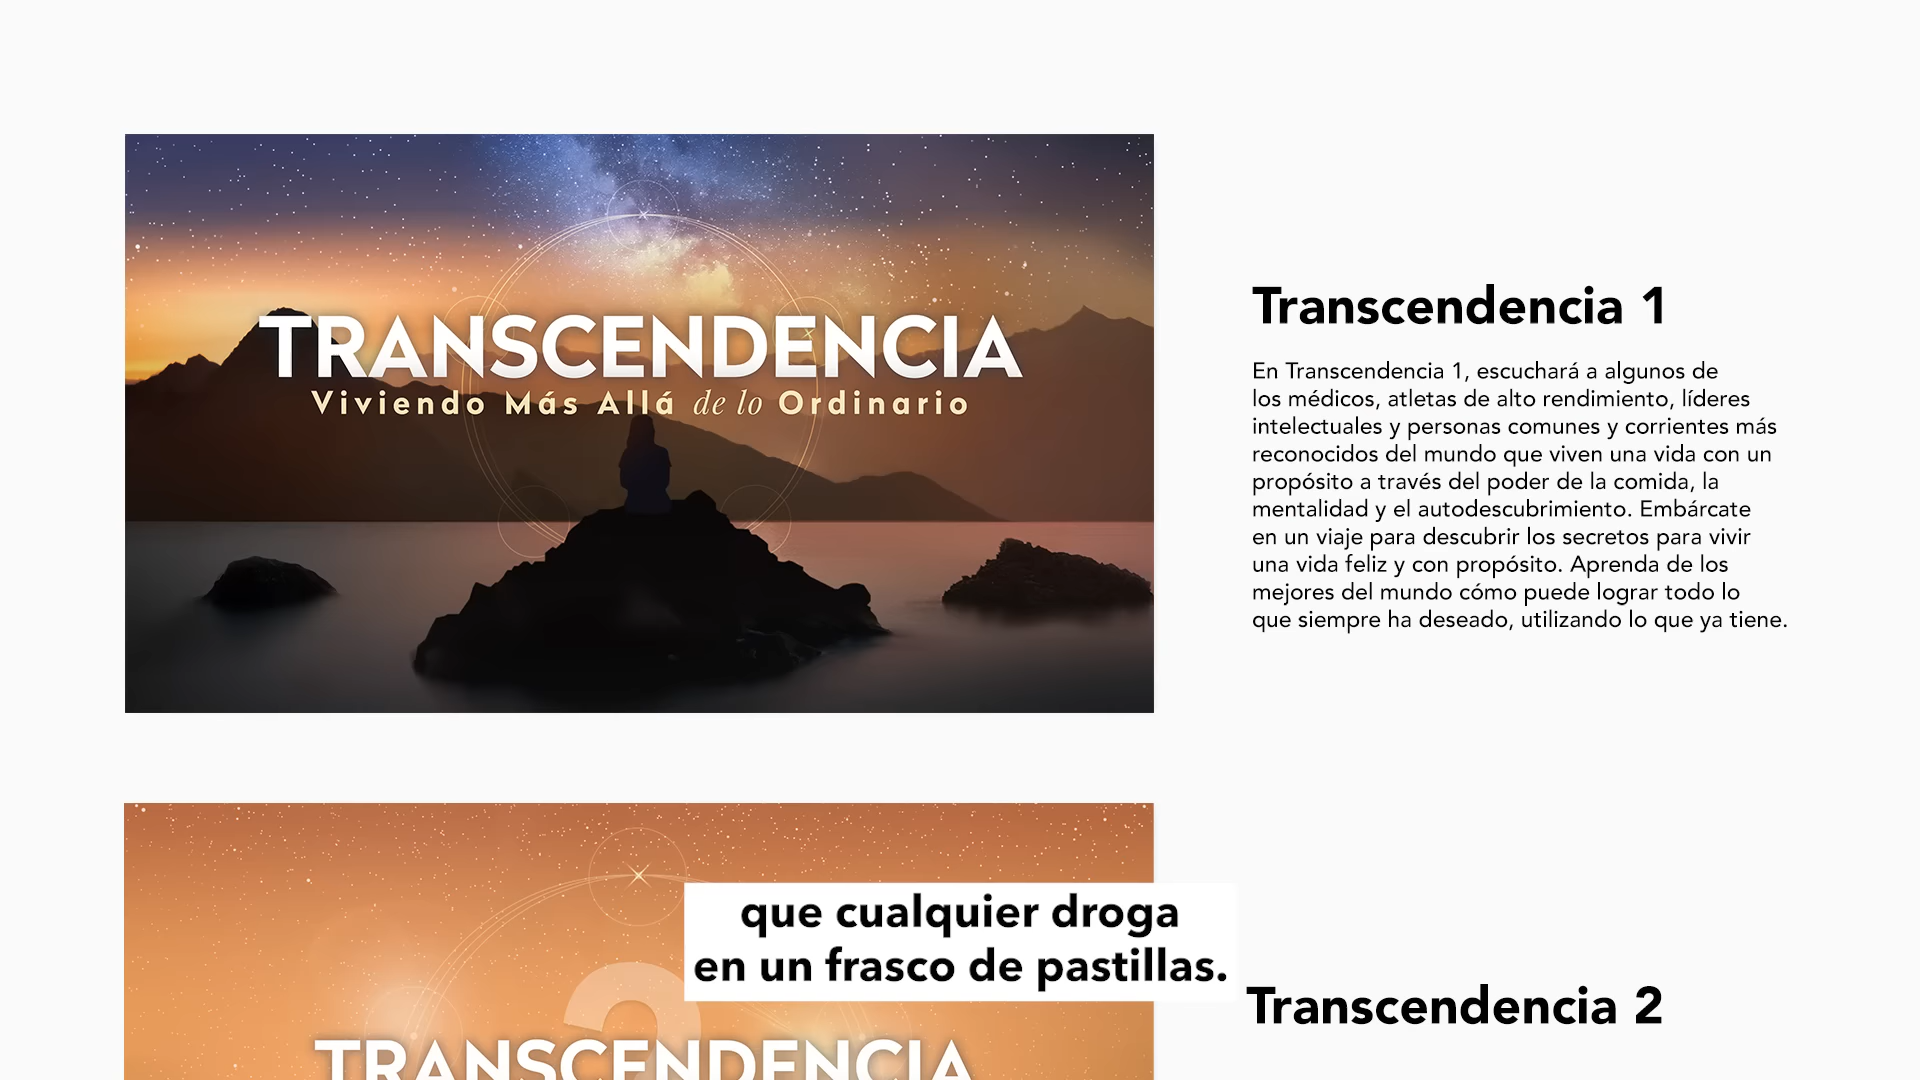 TRANSCENDENCIA
Viviendo Más Allá de lo Ordinario
Transcendencia 1
En Transcendencia 1, escuchará a algunos de
los médicos, atletas de alto rendimiento, líderes
intelectuales y personas comunes y corrientes más
reconocidos del mundo que viven una vida con un
propósito a través del poder de la comida, la
mentalidad y el autodescubrimiento. Embárcate
en un viaje para descubrir los secretos para vivir
una vida feliz y con propósito. Aprenda de los
mejores del mundo cómo puede lograr todo lo
que siempre ha deseado, utilizando lo que ya tiene.
2
TRANSCENDENCIA
que cualquier droga
en un frasco de pastillas.
Transcendencia 2